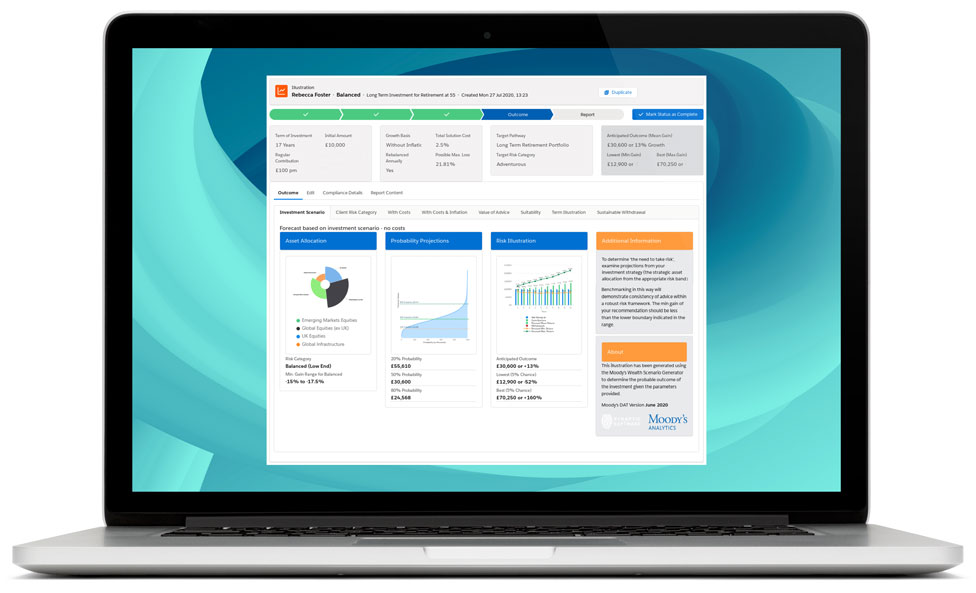 Illustration
Rebecca Foster · Balanced · Long Term Investment for Retirement at 55 · Created Mon 27 Jul 2020, 13:23
Duplicate
Outcome
Report
Mark Status as Complete
Term of Investment
Initial Amount
17 Years
£10,000
Regular
Contribution
£100 pm
Growth Basis
Total Solution Cost
Without Inflatic
2.5%
Rebalanced
Annually
Possible Max. Loss
Yes
21.81%
Target Pathway
Long Term Retirement Portfolio
Target Risk Category
Adventurous
Anticipated Outcome (Mean Gain)
£30,600 or 13% Growth
Lowest (Min Gain)
Best (Max Gain)
£12,900 or
£70,250 or
Outcome
Edit
Compliance Details
Report Content
Investment Scenario
Client Risk Category
With Costs
With Costs & Inflation
Value of Advice
Suitability
Term Illustration
Sustainable Withdrawal
Forecast based on investment scenario - no costs
Asset Allocation
Emerging Markets Equities
Global Equities (ex UK)
UK Equities
Global Infrastructure
Risk Category
Balanced (Low End)
Min. Gain Range for Balanced
-15% to -17.5%
Probability Projections
20% Probability
£55,610
50% Probability
£30,600
80% Probability
£24,568
Risk Illustration
Anticipated Outcome
£30,600 or +13%
Lowest (5% Chance)
£12,900 or -52%
Best (5% Chance)
£70,250 or +160%
Additional Information
To determine 'the need to take risk',
examine projections from your
investment strategy (the strategic asset
allocation from the appropriate risk band)
Benchmarking in this way will
demonstrate consistency of advice within
a robust risk framework. The min gain of
your recommendation should be less
than the lower boundary indicated in the
range
About
This illustration has been generated using
the Moody's Wealth Scenario Generator
to determine the probable outcome of
the investment given the parameters
provided.
Moody's DAT Version June 2020
MOODY'S
ANALYTICS